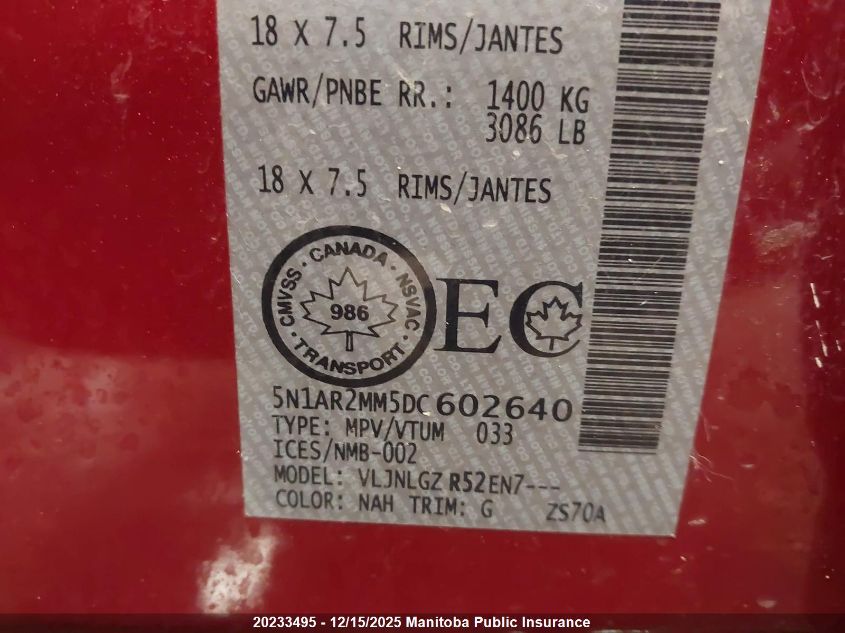 18 X 7.5 RIMS/JANTES
GAWR/PNBE RR.: 1400 KG
3086 LB
18 X 7.5 RIMS/JANTES
CMVSS · CANADA · NSVAC · TRANSPORT ·
986
EC
5N1AR2MM5DC602640
TYPE: MPV/VTUM 033
ICES/NMB-002
MODEL: VLJNLGZ R52EN7---
COLOR: NAH TRIM: G ZS70A
20233495 - 12/15/2025 Manitoba Public Insurance